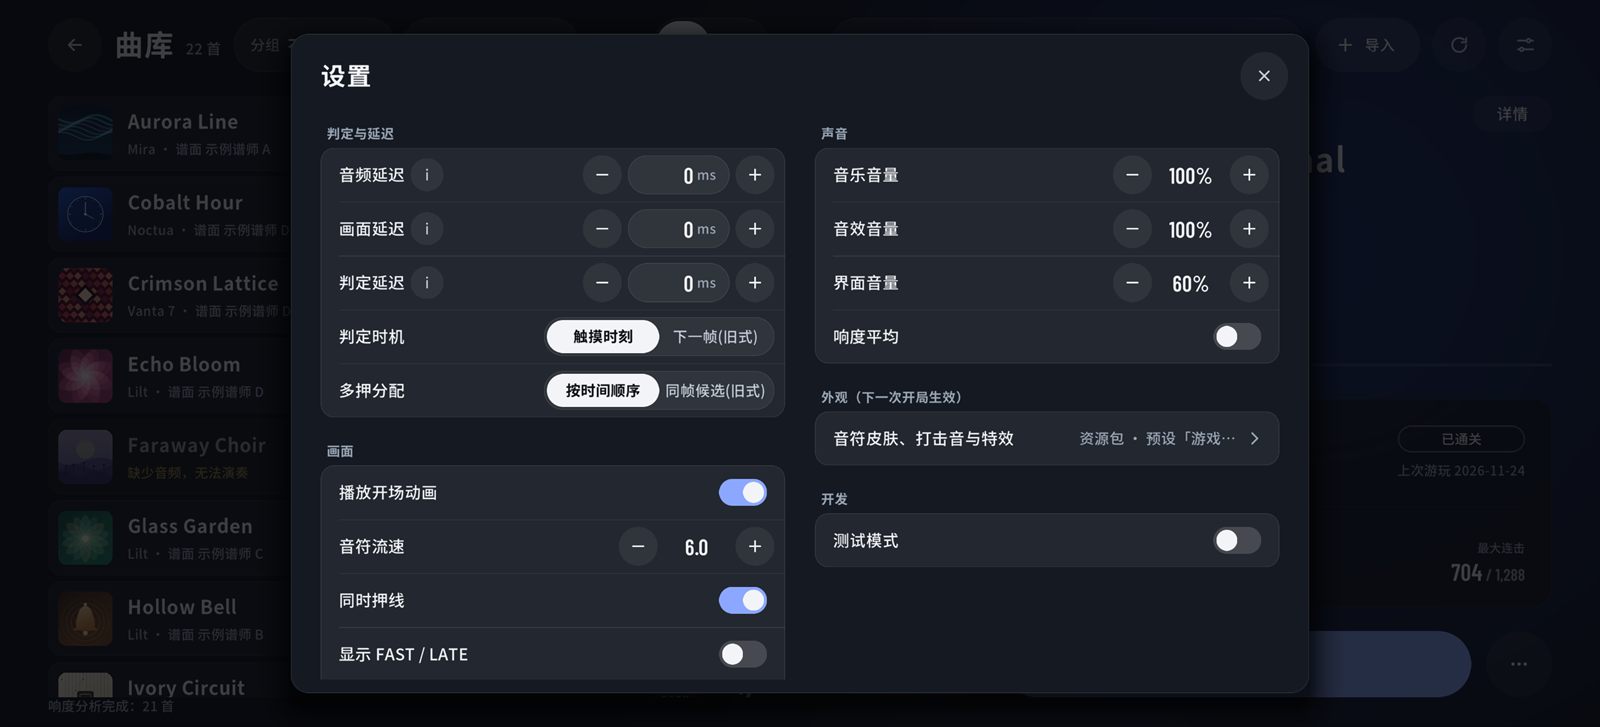 曲库 22 首
分组
导入
设置
判定与延迟
音频延迟 i − 0 ms +
画面延迟 i − 0 ms +
判定延迟 i − 0 ms +
判定时机 触摸时刻 下一帧(旧式)
多押分配 按时间顺序 同帧候选(旧式)
画面
播放开场动画
音符流速 − 6.0 +
同时押线
显示 FAST / LATE
声音
音乐音量 − 100% +
音效音量 − 100% +
界面音量 − 60% +
响度平均
外观（下一次开局生效）
音符皮肤、打击音与特效 资源包 · 预设「游戏…
开发
测试模式
Aurora Line
Mira · 谱面 示例谱师 A
Cobalt Hour
Noctua · 谱面 示例谱师 D
Crimson Lattice
Vanta 7 · 谱面 示例谱师 D
Echo Bloom
Lilt · 谱面 示例谱师 D
Faraway Choir
缺少音频，无法演奏
Glass Garden
Lilt · 谱面 示例谱师 C
Hollow Bell
Lilt · 谱面 示例谱师 B
Ivory Circuit
响度分析完成：21 首
详情
nal
已通关
上次游玩 2026-11-24
最大连击
704 / 1,288